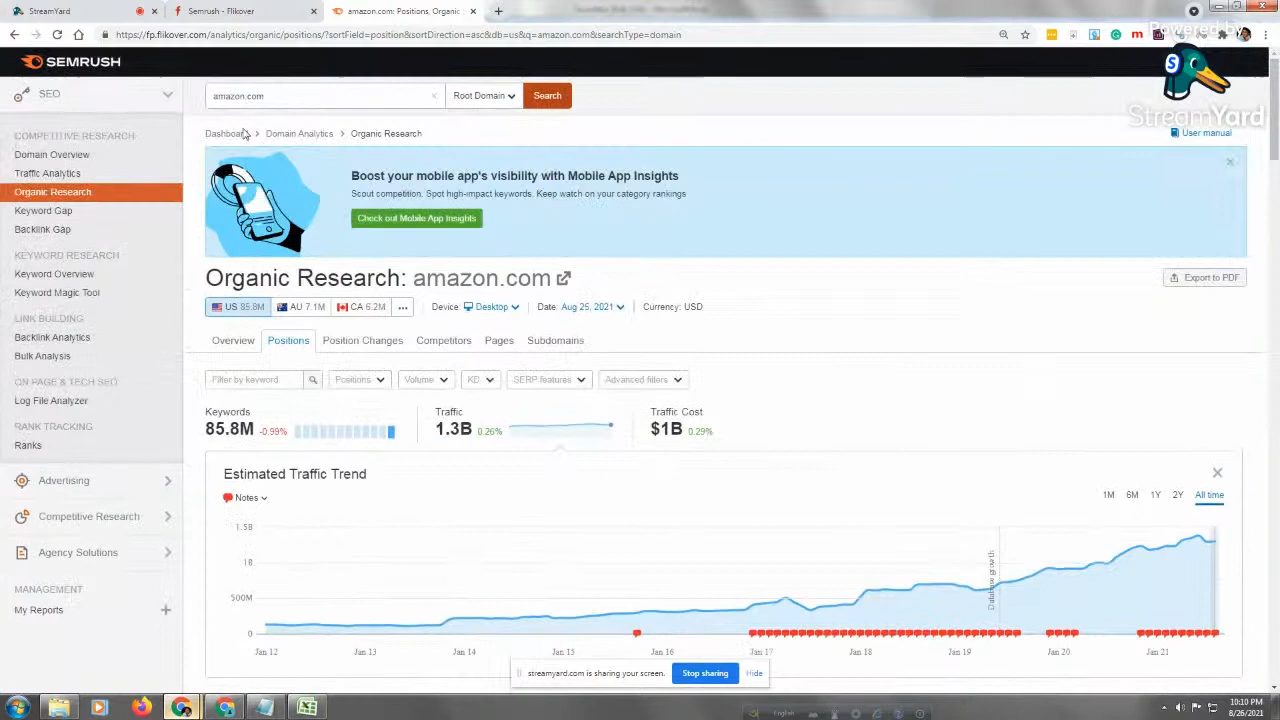 StreamYard
Semrush - Flikover
amazon.com: Positions, Organic
https://fp.flikover.com/analytics/organic/positions/?sortField=position&sortDirection=asc&db=us&q=amazon.com&searchType=domain
Powered by
SEMRUSH
StreamYard
SEO
amazon.com
Root Domain
Search
Dashboard > Domain Analytics > Organic Research
User manual
COMPETITIVE RESEARCH
Domain Overview
Traffic Analytics
Organic Research
Keyword Gap
Backlink Gap
KEYWORD RESEARCH
Keyword Overview
Keyword Magic Tool
LINK BUILDING
Backlink Analytics
Bulk Analysis
ON PAGE & TECH SEO
Log File Analyzer
RANK TRACKING
Ranks
Advertising
Competitive Research
Agency Solutions
MANAGEMENT
My Reports
Boost your mobile app's visibility with Mobile App Insights
Scout competition. Spot high-impact keywords. Keep watch on your category rankings
Check out Mobile App Insights
Organic Research: amazon.com
Export to PDF
US 85.8M AU 7.1M CA 6.2M ... Device: Desktop Date: Aug 25, 2021 Currency: USD
Overview Positions Position Changes Competitors Pages Subdomains
Filter by keyword Positions Volume KD SERP features Advanced filters
Keywords Traffic Traffic Cost
85.8M -0.99% 1.3B 0.26% $1B 0.29%
Estimated Traffic Trend
Notes
1M 6M 1Y 2Y All time
1.5B
1B
500M
0
Database growth
Jan 12 Jan 13 Jan 14 Jan 15 Jan 16 Jan 17 Jan 18 Jan 19 Jan 20 Jan 21
streamyard.com is sharing your screen. Stop sharing Hide
English
10:10 PM
8/26/2021